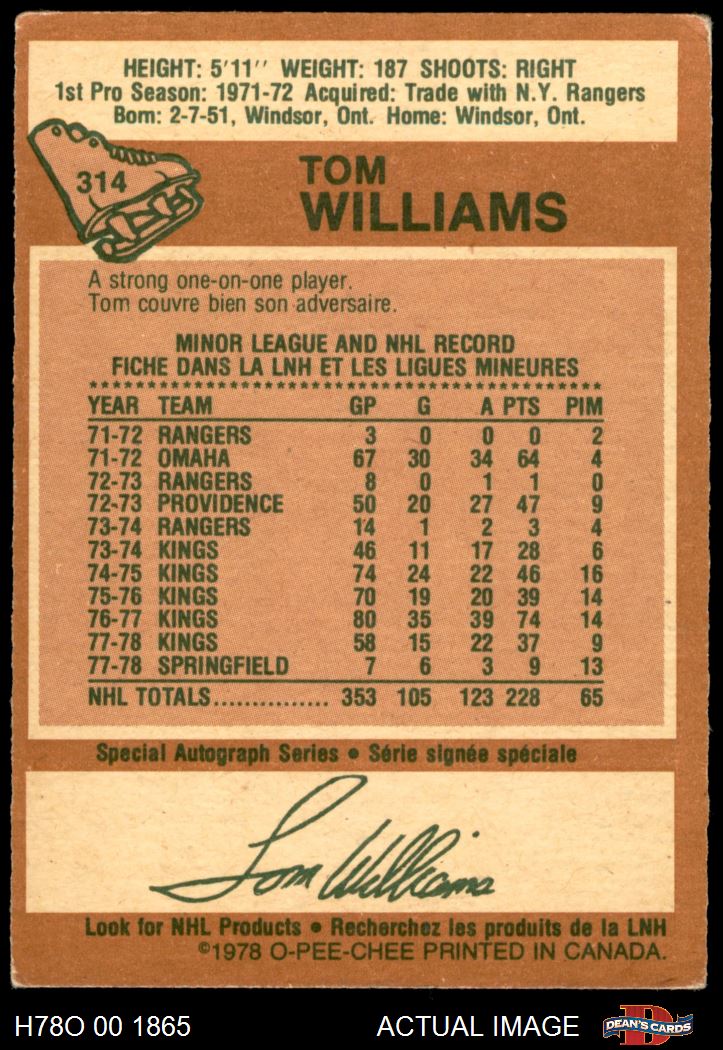 HEIGHT: 5'11'' WEIGHT: 187 SHOOTS: RIGHT
1st Pro Season: 1971-72 Acquired: Trade with N.Y. Rangers
Born: 2-7-51, Windsor, Ont. Home: Windsor, Ont.
314
TOM
WILLIAMS
A strong one-on-one player.
Tom couvre bien son adversaire.
MINOR LEAGUE AND NHL RECORD
FICHE DANS LA LNH ET LES LIGUES MINEURES
YEAR TEAM GP G A PTS PIM
71-72 RANGERS 3 0 0 0 2
71-72 OMAHA 67 30 34 64 4
72-73 RANGERS 8 0 1 1 0
72-73 PROVIDENCE 50 20 27 47 9
73-74 RANGERS 14 1 2 3 4
73-74 KINGS 46 11 17 28 6
74-75 KINGS 74 24 22 46 16
75-76 KINGS 70 19 20 39 14
76-77 KINGS 80 35 39 74 14
77-78 KINGS 58 15 22 37 9
77-78 SPRINGFIELD 7 6 3 9 13
NHL TOTALS............... 353 105 123 228 65
Special Autograph Series • Série signée spéciale
Tom Williams
Look for NHL Products • Recherchez les produits de la LNH
©1978 O-PEE-CHEE PRINTED IN CANADA.
H78O 00 1865 ACTUAL IMAGE D DEAN'S CARDS